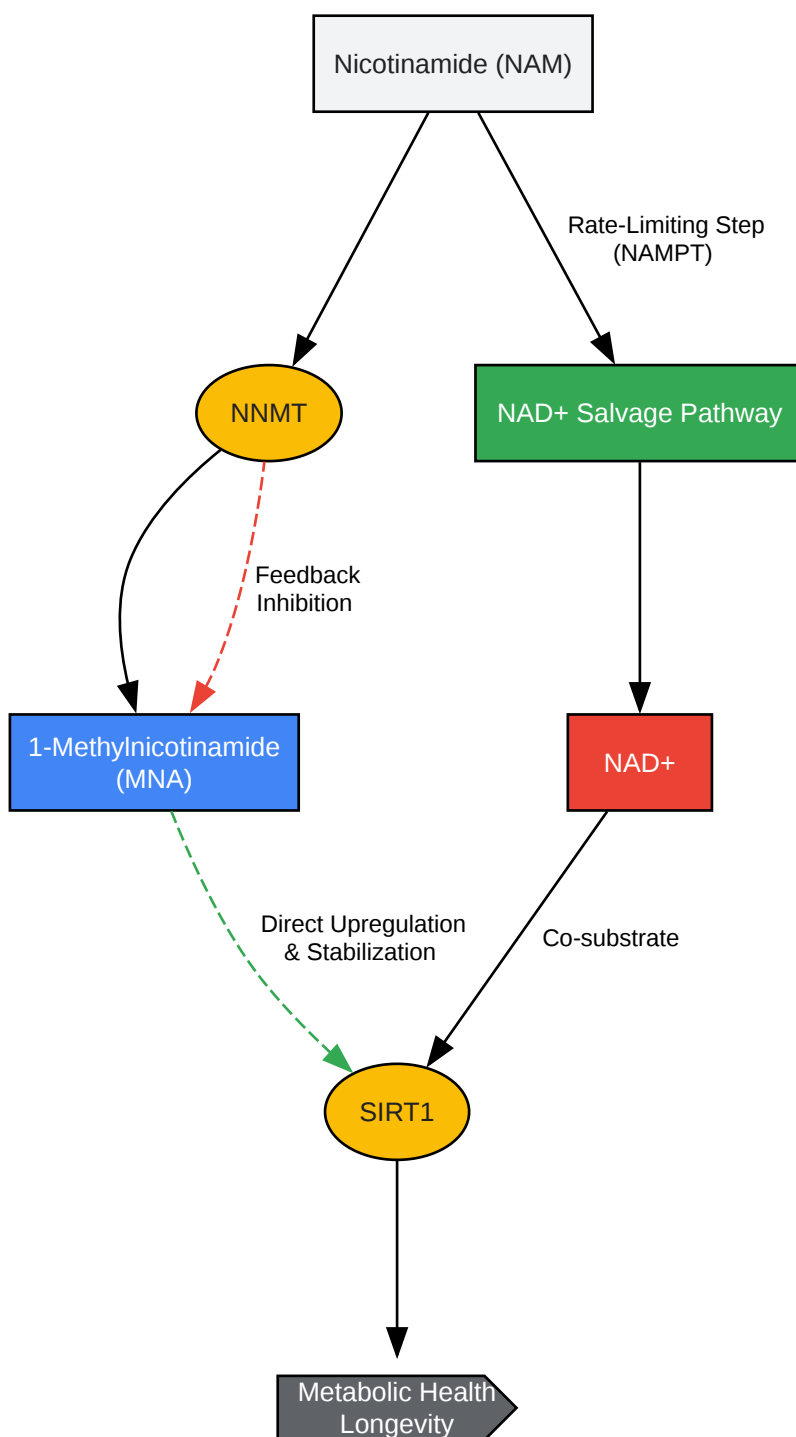 Nicotinamide (NAM)
Rate-Limiting Step
(NAMPT)
NNMT
NAD+ Salvage Pathway
Feedback
Inhibition
1-Methylnicotinamide
(MNA)
NAD+
Direct Upregulation
& Stabilization
Co-substrate
SIRT1
Metabolic Health
Longevity